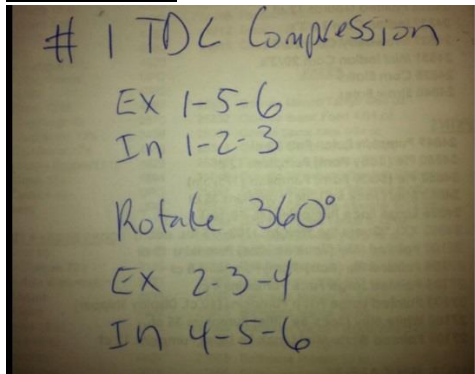 # 1 TDC Compression
Ex 1-5-6
In 1-2-3
Rotate 360°
Ex 2-3-4
In 4-5-6